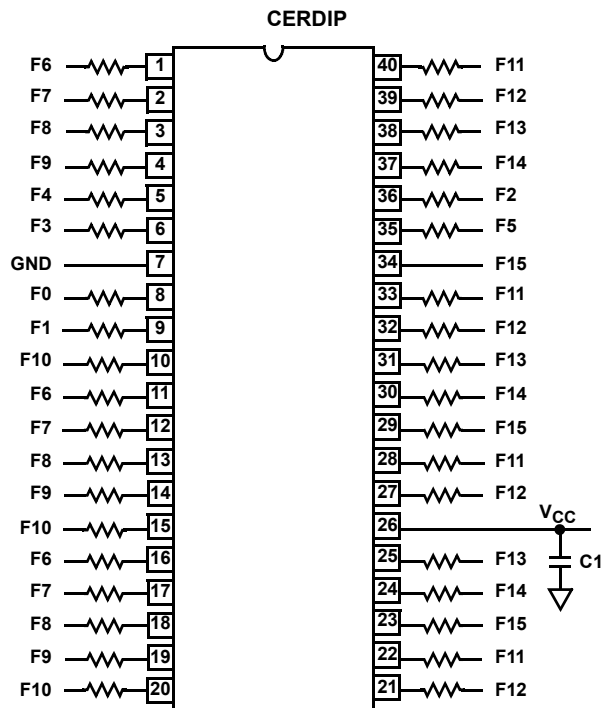 CERDIP
F6 1 40 F11
F7 2 39 F12
F8 3 38 F13
F9 4 37 F14
F4 5 36 F2
F3 6 35 F5
GND 7 34 F15
F0 8 33 F11
F1 9 32 F12
F10 10 31 F13
F6 11 30 F14
F7 12 29 F15
F8 13 28 F11
F9 14 27 F12
F10 15 26 VCC
F6 16 25 F13 C1
F7 17 24 F14
F8 18 23 F15
F9 19 22 F11
F10 20 21 F12